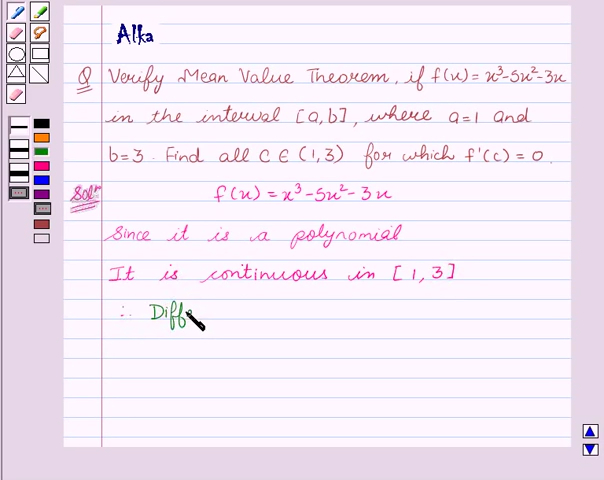 Alka
Q Verify Mean Value Theorem, if f(x) = x³-5x²-3x
in the interval [a,b], where a=1 and
b=3. Find all C ∈ (1,3) for which f'(c) = 0.
Solⁿ f(x) = x³-5x²-3x
Since it is a polynomial
It is continuous in [1,3]
∴ Diffe